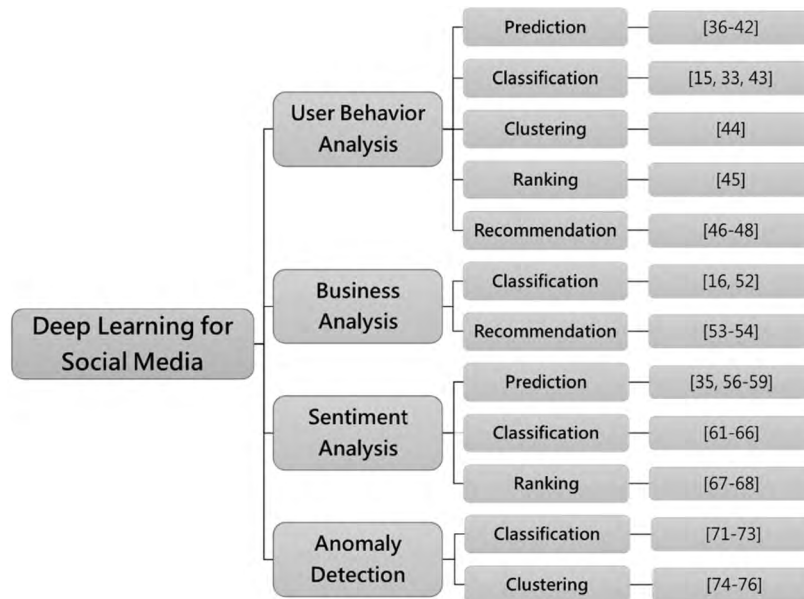 Deep Learning for
Social Media
User Behavior
Analysis
Prediction
[36-42]
Classification
[15, 33, 43]
Clustering
[44]
Ranking
[45]
Recommendation
[46-48]
Business
Analysis
Classification
[16, 52]
Recommendation
[53-54]
Sentiment
Analysis
Prediction
[35, 56-59]
Classification
[61-66]
Ranking
[67-68]
Anomaly
Detection
Classification
[71-73]
Clustering
[74-76]